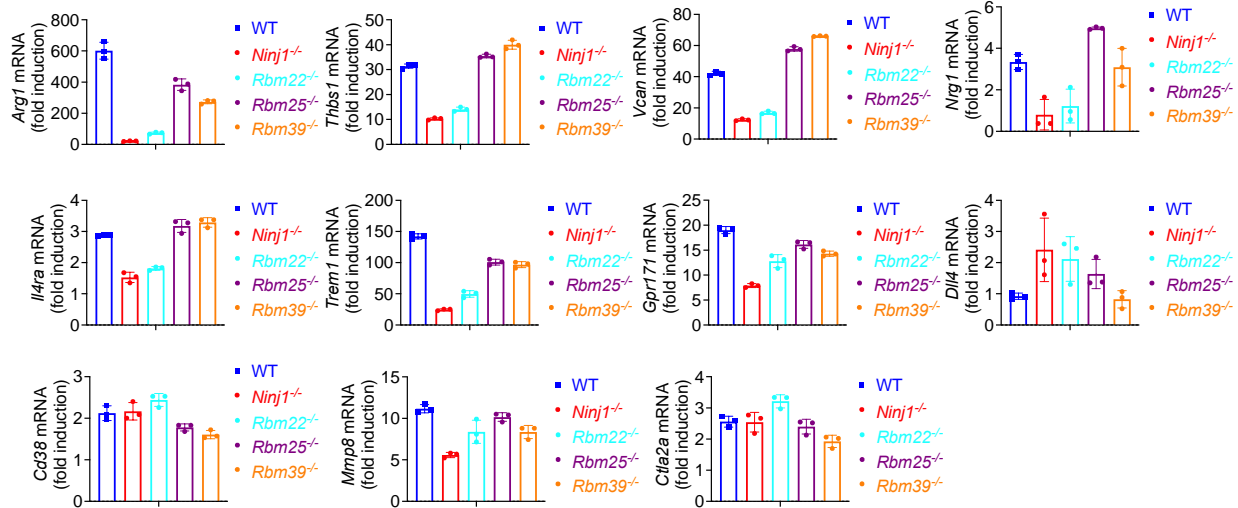 Arg1 mRNA
(fold induction)
800
600
400
200
0
WT
Ninj1-/-
Rbm22-/-
Rbm25-/-
Rbm39-/-
Thbs1 mRNA
(fold induction)
50
40
30
20
10
0
WT
Ninj1-/-
Rbm22-/-
Rbm25-/-
Rbm39-/-
Vcan mRNA
(fold induction)
80
60
40
20
0
WT
Ninj1-/-
Rbm22-/-
Rbm25-/-
Rbm39-/-
Nrg1 mRNA
(fold induction)
6
4
2
0
WT
Ninj1-/-
Rbm22-/-
Rbm25-/-
Rbm39-/-
Il4ra mRNA
(fold induction)
4
3
2
1
0
WT
Ninj1-/-
Rbm22-/-
Rbm25-/-
Rbm39-/-
Trem1 mRNA
(fold induction)
200
150
100
50
0
WT
Ninj1-/-
Rbm22-/-
Rbm25-/-
Rbm39-/-
Gpr171 mRNA
(fold induction)
25
20
15
10
5
0
WT
Ninj1-/-
Rbm22-/-
Rbm25-/-
Rbm39-/-
Dll4 mRNA
(fold induction)
4
3
2
1
0
WT
Ninj1-/-
Rbm22-/-
Rbm25-/-
Rbm39-/-
Cd38 mRNA
(fold induction)
3
2
1
0
WT
Ninj1-/-
Rbm22-/-
Rbm25-/-
Rbm39-/-
Mmp8 mRNA
(fold induction)
15
10
5
0
WT
Ninj1-/-
Rbm22-/-
Rbm25-/-
Rbm39-/-
Ctla2a mRNA
(fold induction)
4
3
2
1
0
WT
Ninj1-/-
Rbm22-/-
Rbm25-/-
Rbm39-/-